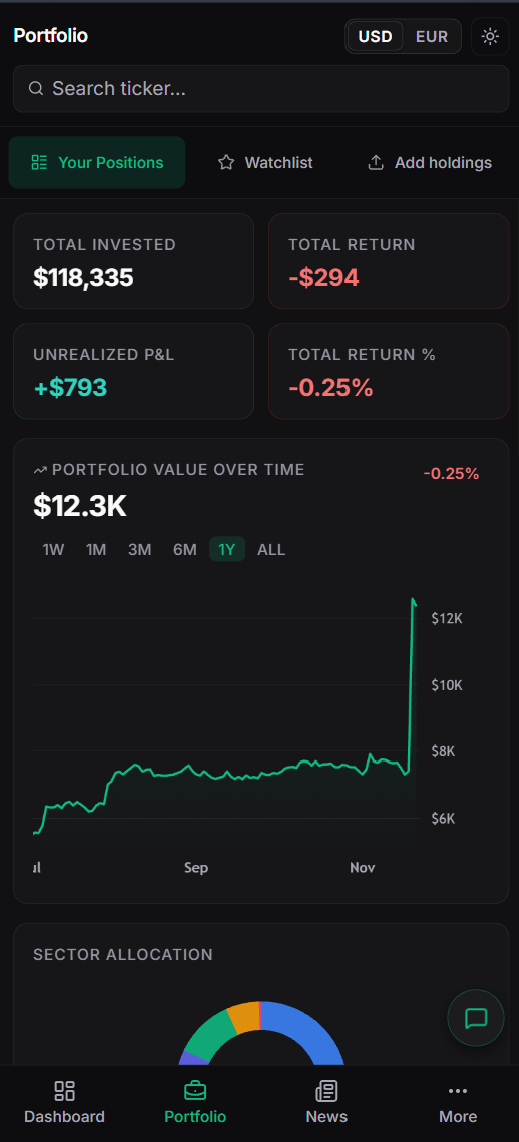 Portfolio
USD EUR
Search ticker...
Your Positions Watchlist Add holdings
TOTAL INVESTED
$118,335
TOTAL RETURN
-$294
UNREALIZED P&L
+$793
TOTAL RETURN %
-0.25%
PORTFOLIO VALUE OVER TIME
-0.25%
$12.3K
1W 1M 3M 6M 1Y ALL
$12K
$10K
$8K
$6K
ul Sep Nov
SECTOR ALLOCATION
Dashboard Portfolio News More